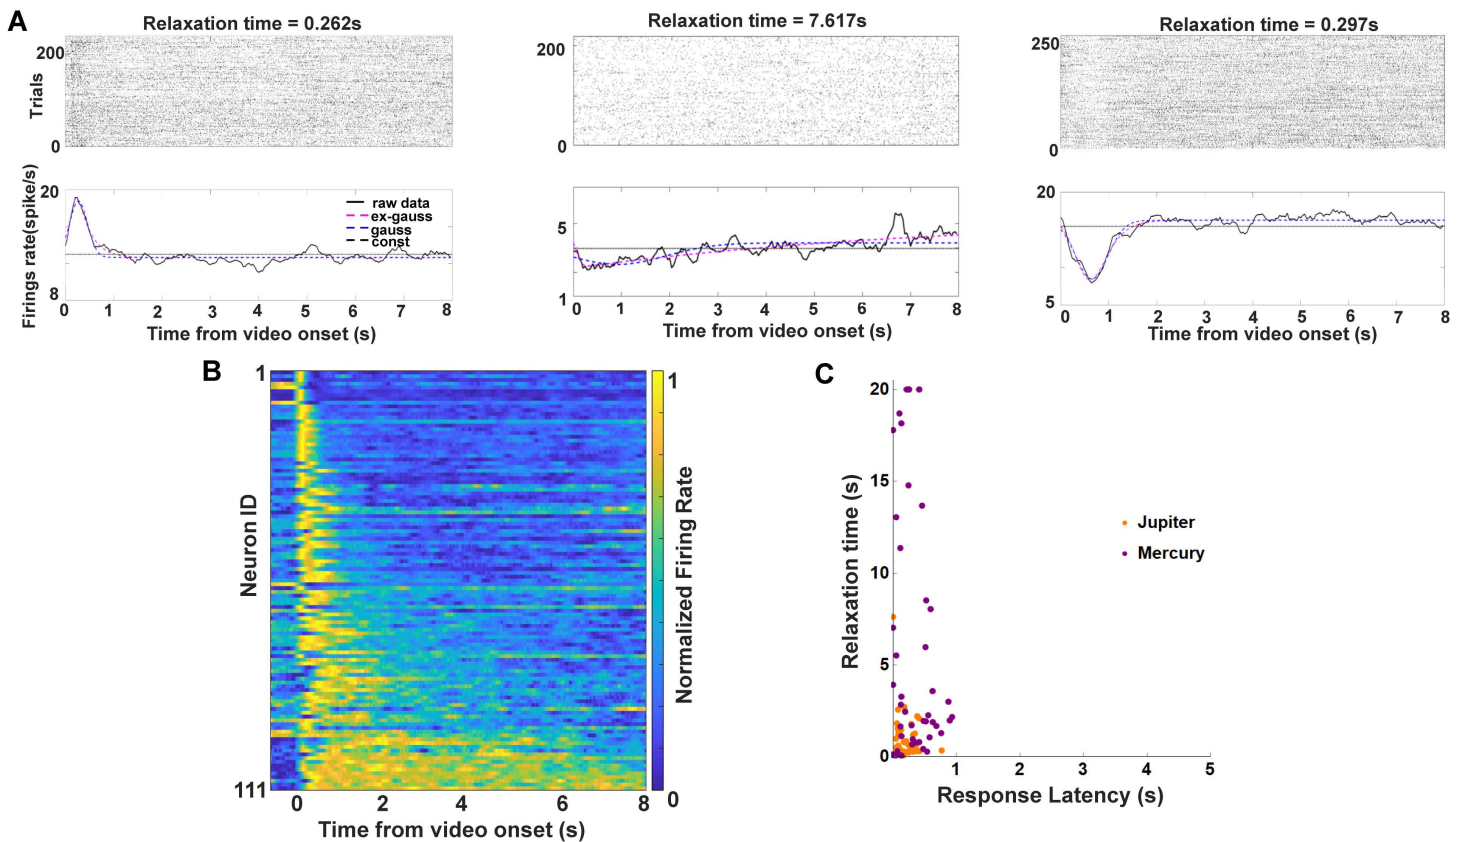 A
Relaxation time = 0.262s
200
Trials
0
20
Firings rate(spike/s)
raw data
ex-gauss
gauss
const
8
0 1 2 3 4 5 6 7 8
Time from video onset (s)
Relaxation time = 7.617s
200
0
5
1
0 1 2 3 4 5 6 7 8
Time from video onset (s)
Relaxation time = 0.297s
250
0
20
5
0 1 2 3 4 5 6 7 8
Time from video onset (s)
B
1
Neuron ID
111
0 2 4 6 8
Time from video onset (s)
1
Normalized Firing Rate
0
C
20
15
10
5
0
Relaxation time (s)
Jupiter
Mercury
1 2 3 4 5
Response Latency (s)